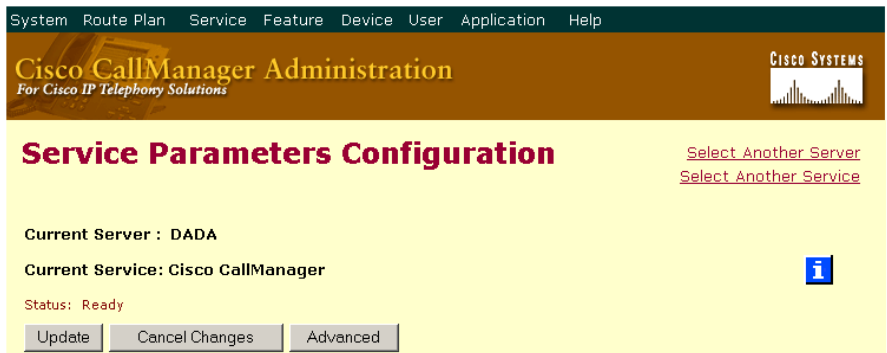 System Route Plan Service Feature Device User Application Help
Cisco CallManager Administration
For Cisco IP Telephony Solutions
CISCO SYSTEMS
Service Parameters Configuration
Select Another Server
Select Another Service
Current Server : DADA
Current Service: Cisco CallManager
i
Status: Ready
Update Cancel Changes Advanced